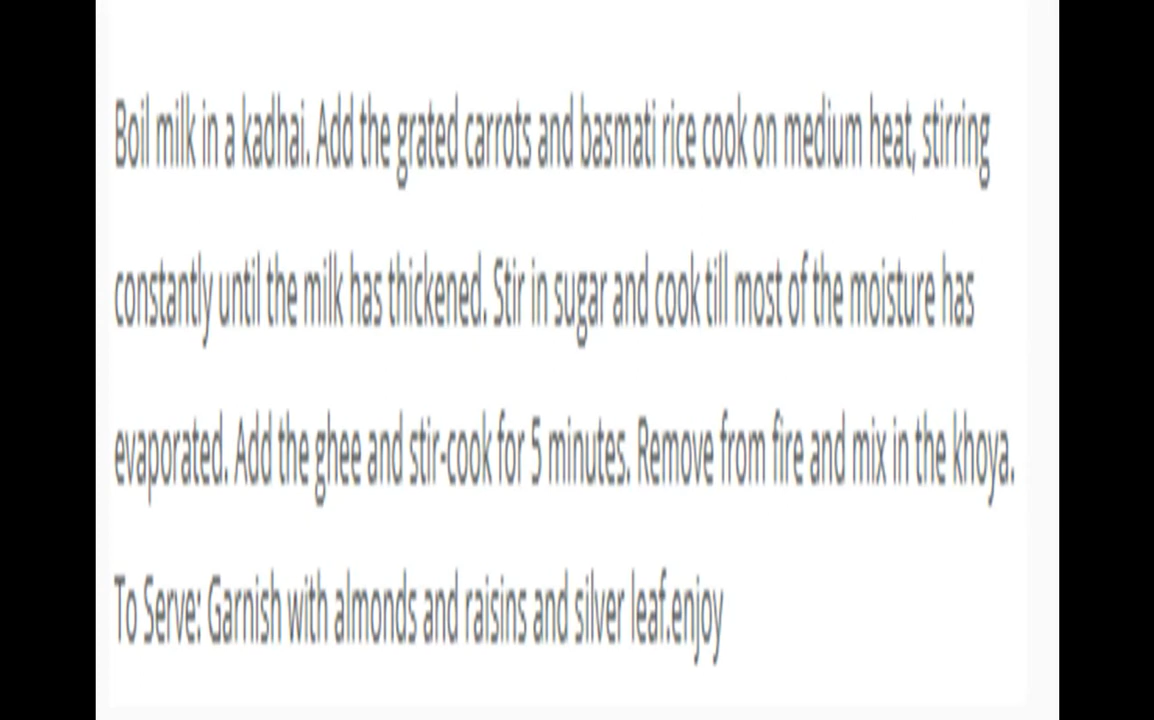 Boil milk in a kadhai. Add the grated carrots and basmati rice cook on medium heat, stirring
constantly until the milk has thickened. Stir in sugar and cook till most of the moisture has
evaporated. Add the ghee and stir-cook for 5 minutes. Remove from fire and mix in the khoya.
To Serve: Garnish with almonds and raisins and silver leaf.enjoy